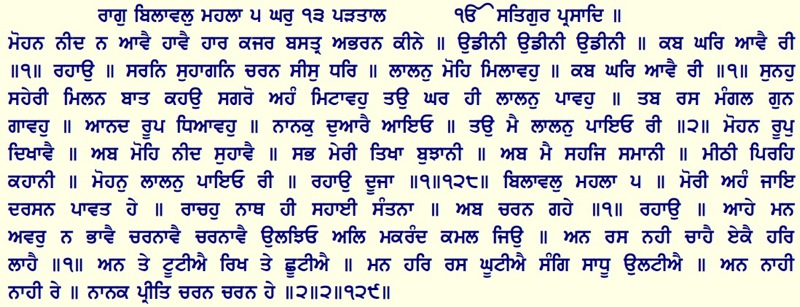 ਰਾਗੁ ਬਿਲਾਵਲੁ ਮਹਲਾ ੫ ਘਰੁ ੧੩ ਪੜਤਾਲ ੴ ਸਤਿਗੁਰ ਪ੍ਰਸਾਦਿ ॥
ਮੋਹਨ ਨੀਦ ਨ ਆਵੈ ਹਾਵੈ ਹਾਰ ਕਜਰ ਬਸਤ੍ਰ ਅਭਰਨ ਕੀਨੇ ॥ ਉਡੀਨੀ ਉਡੀਨੀ ਉਡੀਨੀ ॥ ਕਬ ਘਰਿ ਆਵੈ ਰੀ
॥੧॥ ਰਹਾਉ ॥ ਸਰਨਿ ਸੁਹਾਗਨਿ ਚਰਨ ਸੀਸੁ ਧਰਿ ॥ ਲਾਲਨੁ ਮੋਹਿ ਮਿਲਾਵਹੁ ॥ ਕਬ ਘਰਿ ਆਵੈ ਰੀ ॥੧॥ ਸੁਨਹੁ
ਸਹੇਰੀ ਮਿਲਨ ਬਾਤ ਕਹਉ ਸਗਰੋ ਅਹੰ ਮਿਟਾਵਹੁ ਤਉ ਘਰ ਹੀ ਲਾਲਨੁ ਪਾਵਹੁ ॥ ਤਬ ਰਸ ਮੰਗਲ ਗੁਨ
ਗਾਵਹੁ ॥ ਆਨਦ ਰੂਪ ਧਿਆਵਹੁ ॥ ਨਾਨਕੁ ਦੁਆਰੈ ਆਇਓ ॥ ਤਉ ਮੈ ਲਾਲਨੁ ਪਾਇਓ ਰੀ ॥੨॥ ਮੋਹਨ ਰੂਪੁ
ਦਿਖਾਵੈ ॥ ਅਬ ਮੋਹਿ ਨੀਦ ਸੁਹਾਵੈ ॥ ਸਭ ਮੇਰੀ ਤਿਖਾ ਬੁਝਾਨੀ ॥ ਅਬ ਮੈ ਸਹਜਿ ਸਮਾਨੀ ॥ ਮੀਠੀ ਪਿਰਹਿ
ਕਹਾਨੀ ॥ ਮੋਹਨੁ ਲਾਲਨੁ ਪਾਇਓ ਰੀ ॥ ਰਹਾਉ ਦੂਜਾ ॥੧॥੧੨੮॥ ਬਿਲਾਵਲੁ ਮਹਲਾ ੫ ॥ ਮੋਰੀ ਅਹੰ ਜਾਇ
ਦਰਸਨ ਪਾਵਤ ਹੇ ॥ ਰਾਚਹੁ ਨਾਥ ਹੀ ਸਹਾਈ ਸੰਤਨਾ ॥ ਅਬ ਚਰਨ ਗਹੇ ॥੧॥ ਰਹਾਉ ॥ ਆਹੇ ਮਨ
ਅਵਰੁ ਨ ਭਾਵੈ ਚਰਨਾਵੈ ਚਰਨਾਵੈ ਉਲਝਿਓ ਅਲਿ ਮਕਰੰਦ ਕਮਲ ਜਿਉ ॥ ਅਨ ਰਸ ਨਹੀ ਚਾਹੈ ਏਕੈ ਹਰਿ
ਲਾਹੈ ॥੧॥ ਅਨ ਤੇ ਟੂਟੀਐ ਰਿਖ ਤੇ ਛੂਟੀਐ ॥ ਮਨ ਹਰਿ ਰਸ ਘੂਟੀਐ ਸੰਗਿ ਸਾਧੂ ਉਲਟੀਐ ॥ ਅਨ ਨਾਹੀ
ਨਾਹੀ ਰੇ ॥ ਨਾਨਕ ਪ੍ਰੀਤਿ ਚਰਨ ਚਰਨ ਹੇ ॥੨॥੨॥੧੨੯॥